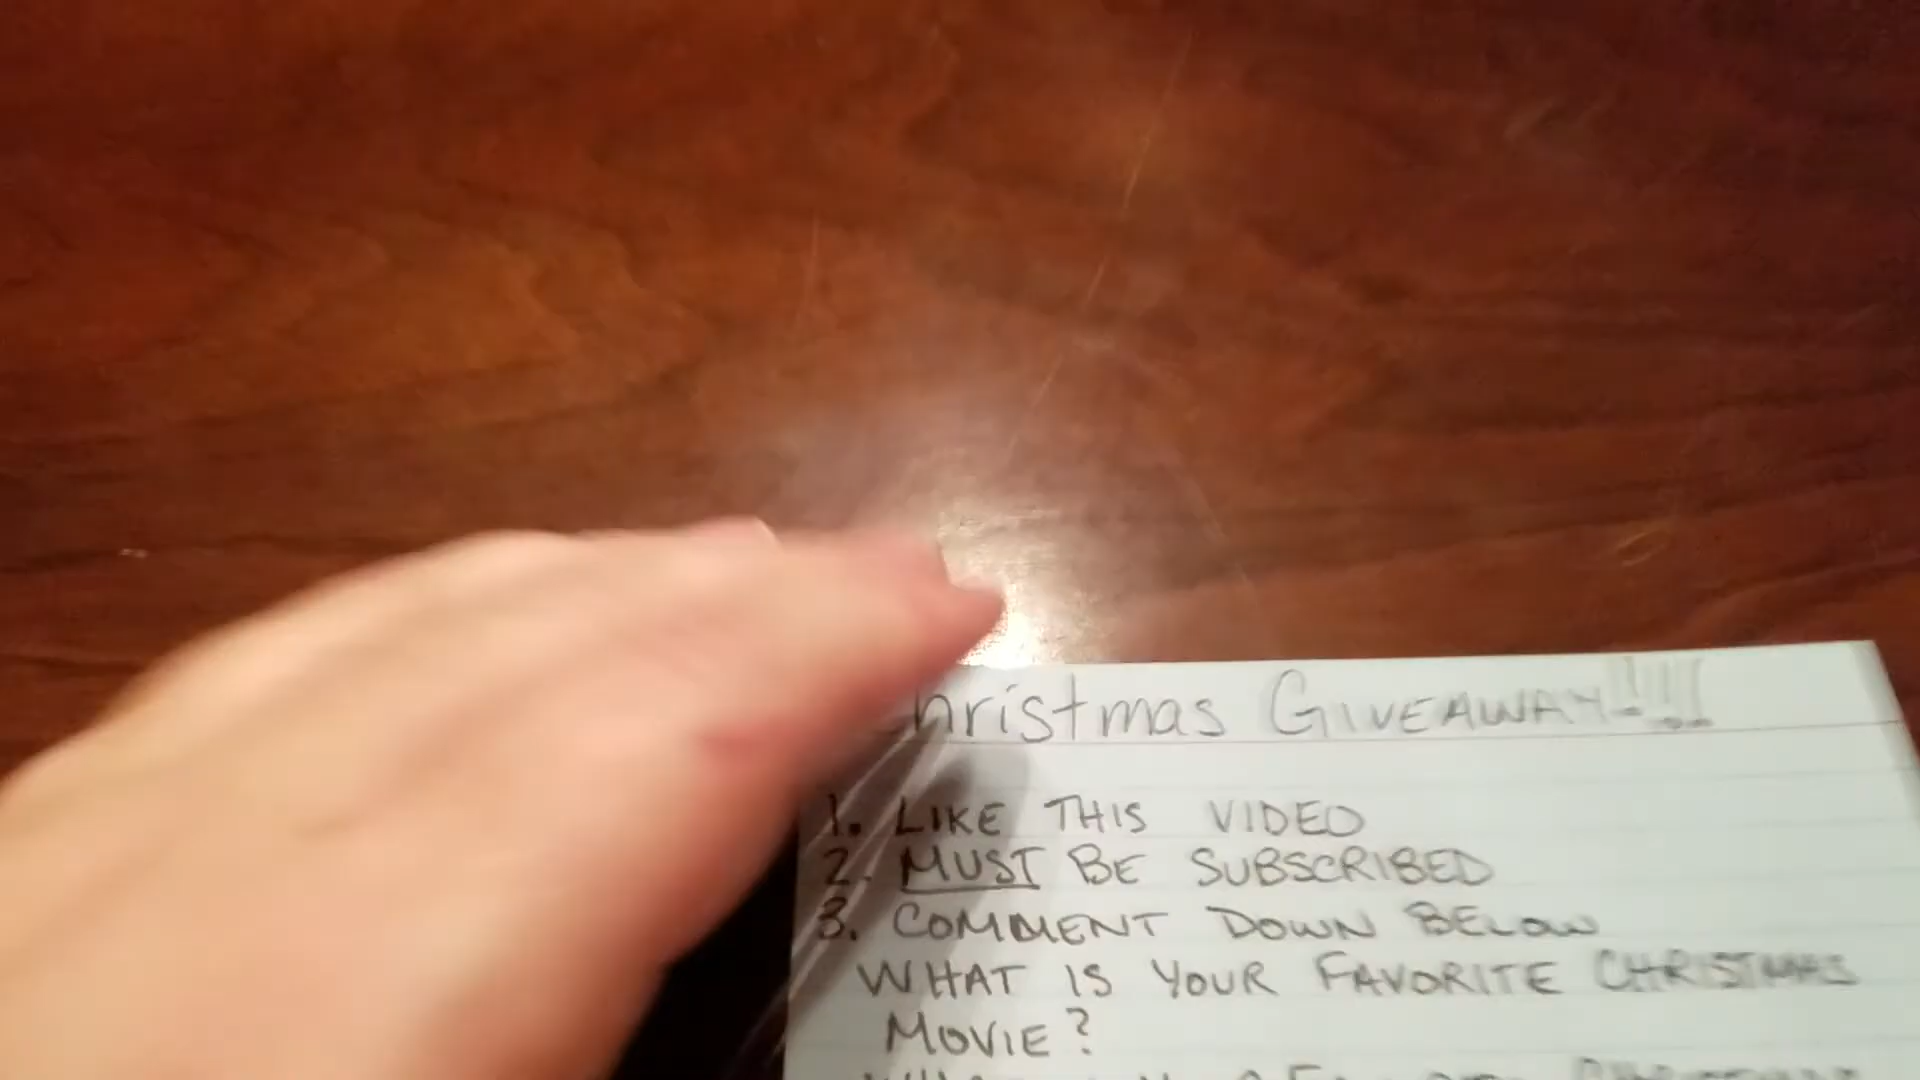 hristmas GIVEAWAY!!!
1. LIKE THIS VIDEO
2. MUST BE SUBSCRIBED
3. COMMENT DOWN BELOW
WHAT IS YOUR FAVORITE CHRISTMAS
MOVIE?